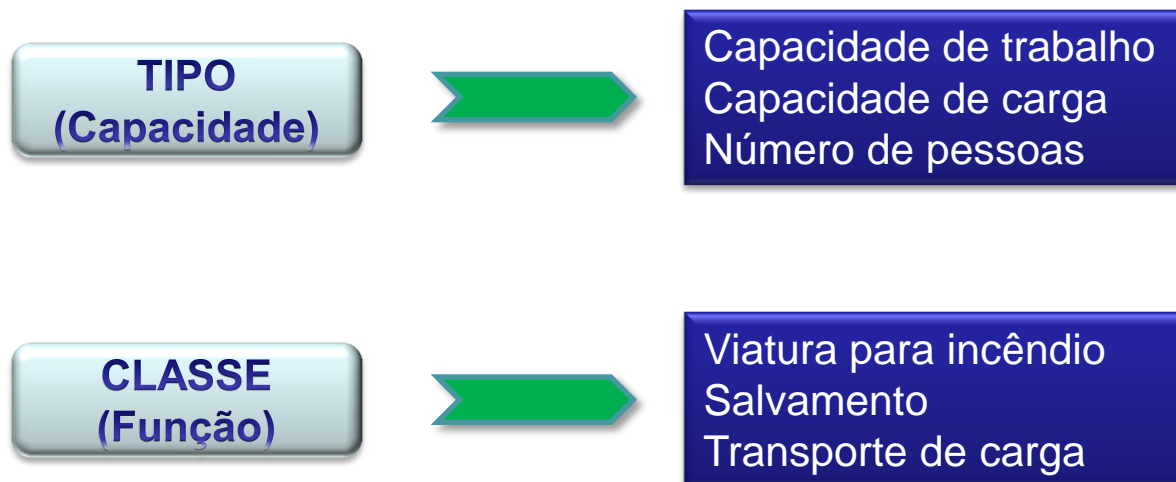 TIPO
(Capacidade)
Capacidade de trabalho
Capacidade de carga
Número de pessoas
CLASSE
(Função)
Viatura para incêndio
Salvamento
Transporte de carga